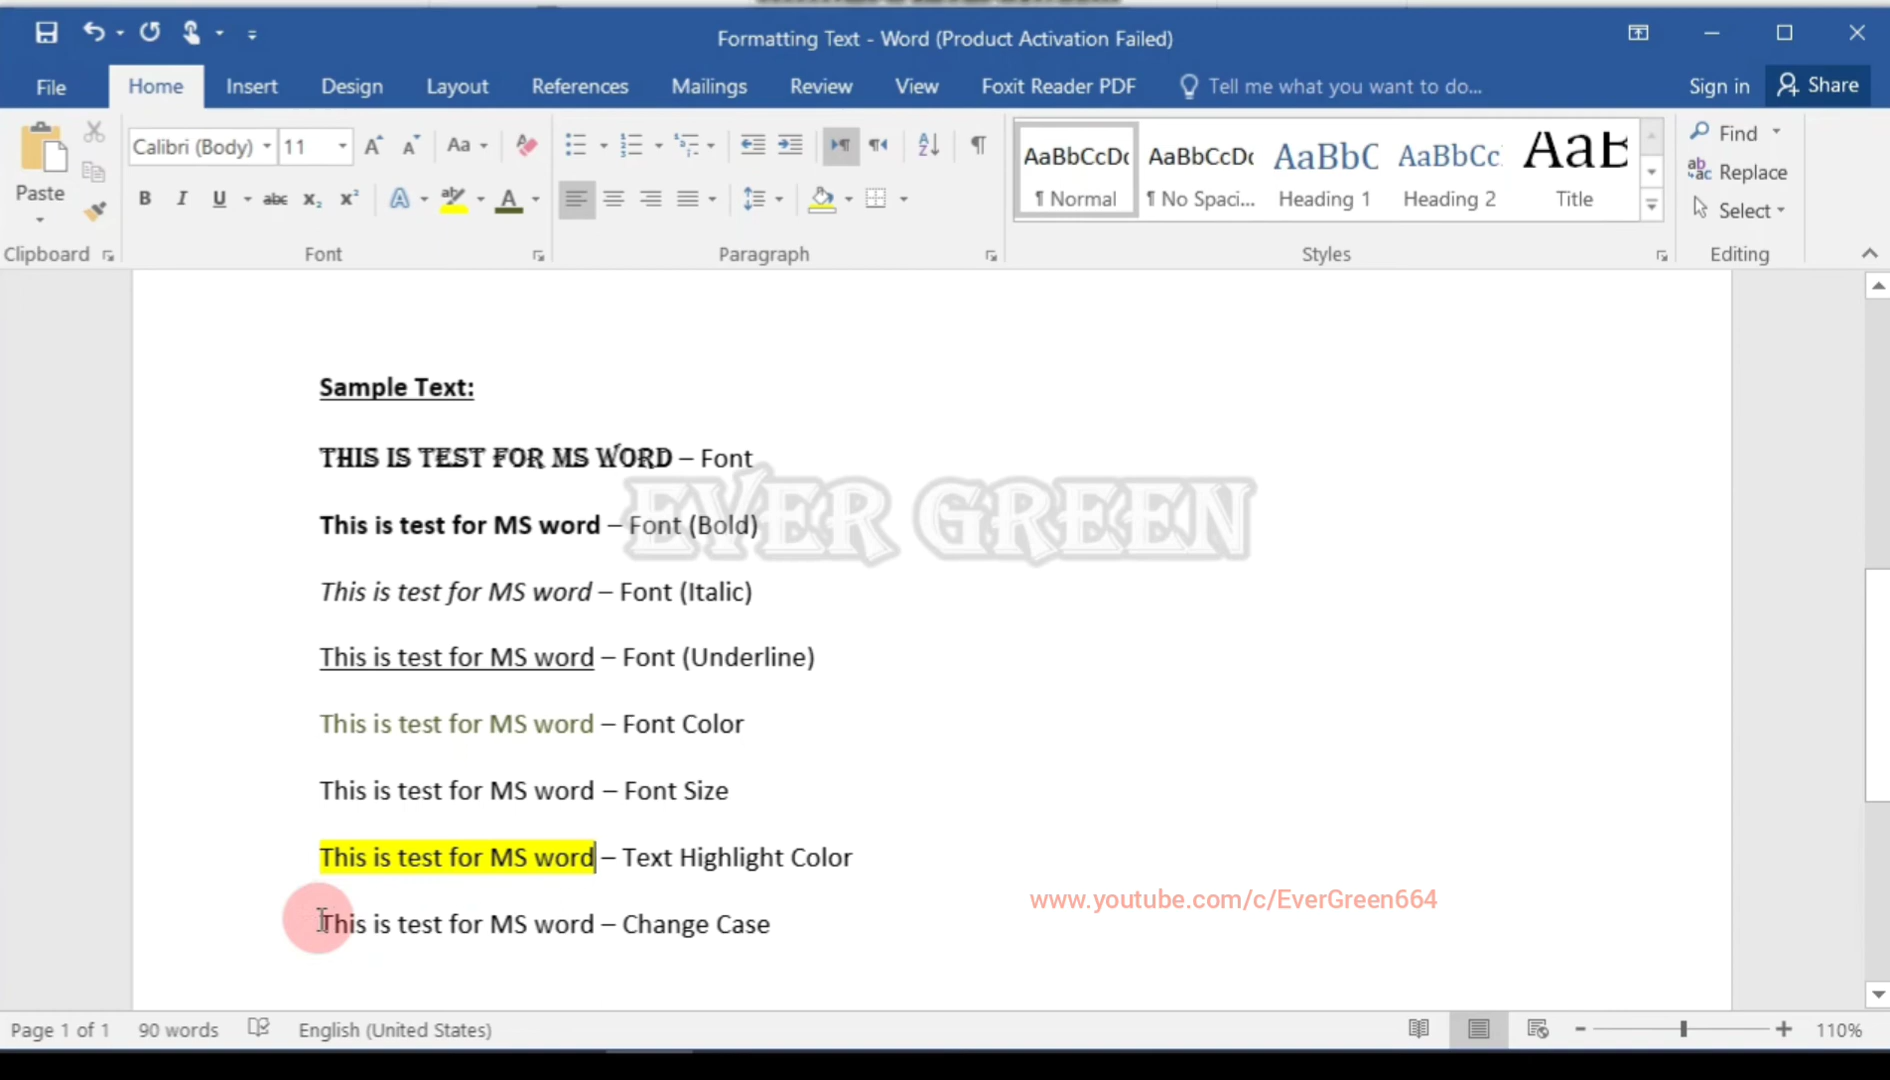 Formatting Text - Word (Product Activation Failed)
File Home Insert Design Layout References Mailings Review View Foxit Reader PDF Tell me what you want to do... Sign in Share
Paste
Clipboard
Calibri (Body) 11 Aa
B I U abc x₂ x² A aby A
Font
Paragraph
AaBbCcDc AaBbCcDc AaBbC AaBbCc AaB
¶ Normal ¶ No Spaci... Heading 1 Heading 2 Title
Styles
Find
Replace
Select
Editing
Sample Text:
THIS IS TEST FOR MS WORD – Font
EVER GREEN
This is test for MS word – Font (Bold)
This is test for MS word – Font (Italic)
This is test for MS word – Font (Underline)
This is test for MS word – Font Color
This is test for MS word – Font Size
This is test for MS word – Text Highlight Color
www.youtube.com/c/EverGreen664
This is test for MS word – Change Case
Page 1 of 1 90 words English (United States) 110%